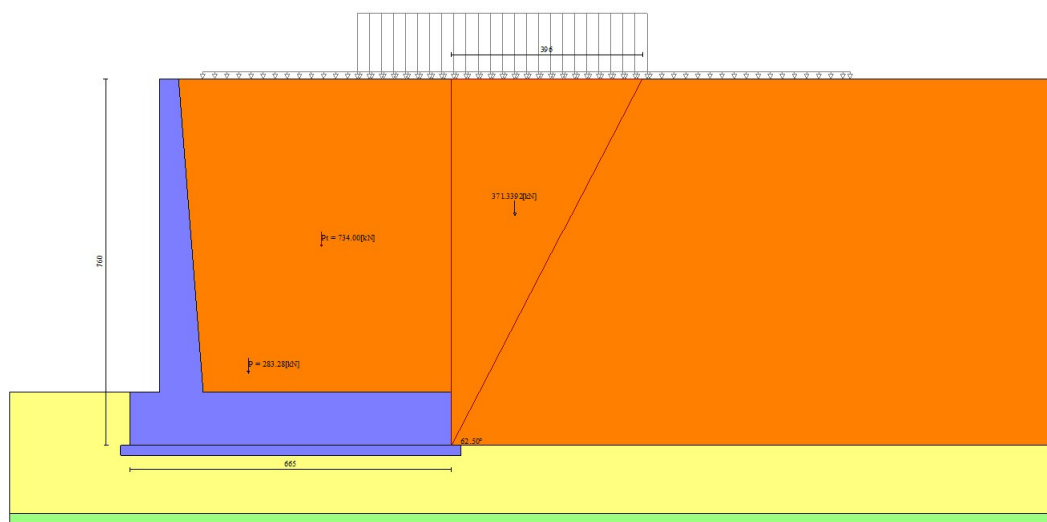 396
371.3392[kN]
Pt = 734.00[kN]
760
P = 283.28[kN]
62.50°
665